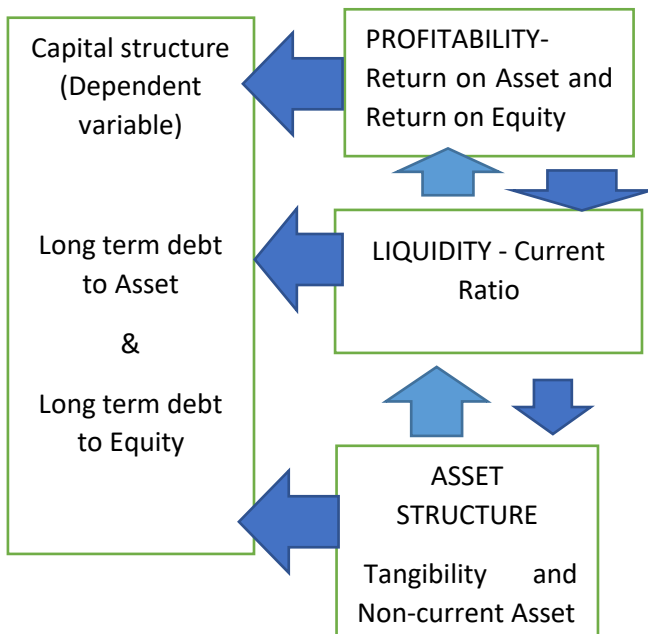 Capital structure
(Dependent
variable)
Long term debt
to Asset
&
Long term debt
to Equity
PROFITABILITY-
Return on Asset and
Return on Equity
LIQUIDITY - Current
Ratio
ASSET
STRUCTURE
Tangibility and
Non-current Asset